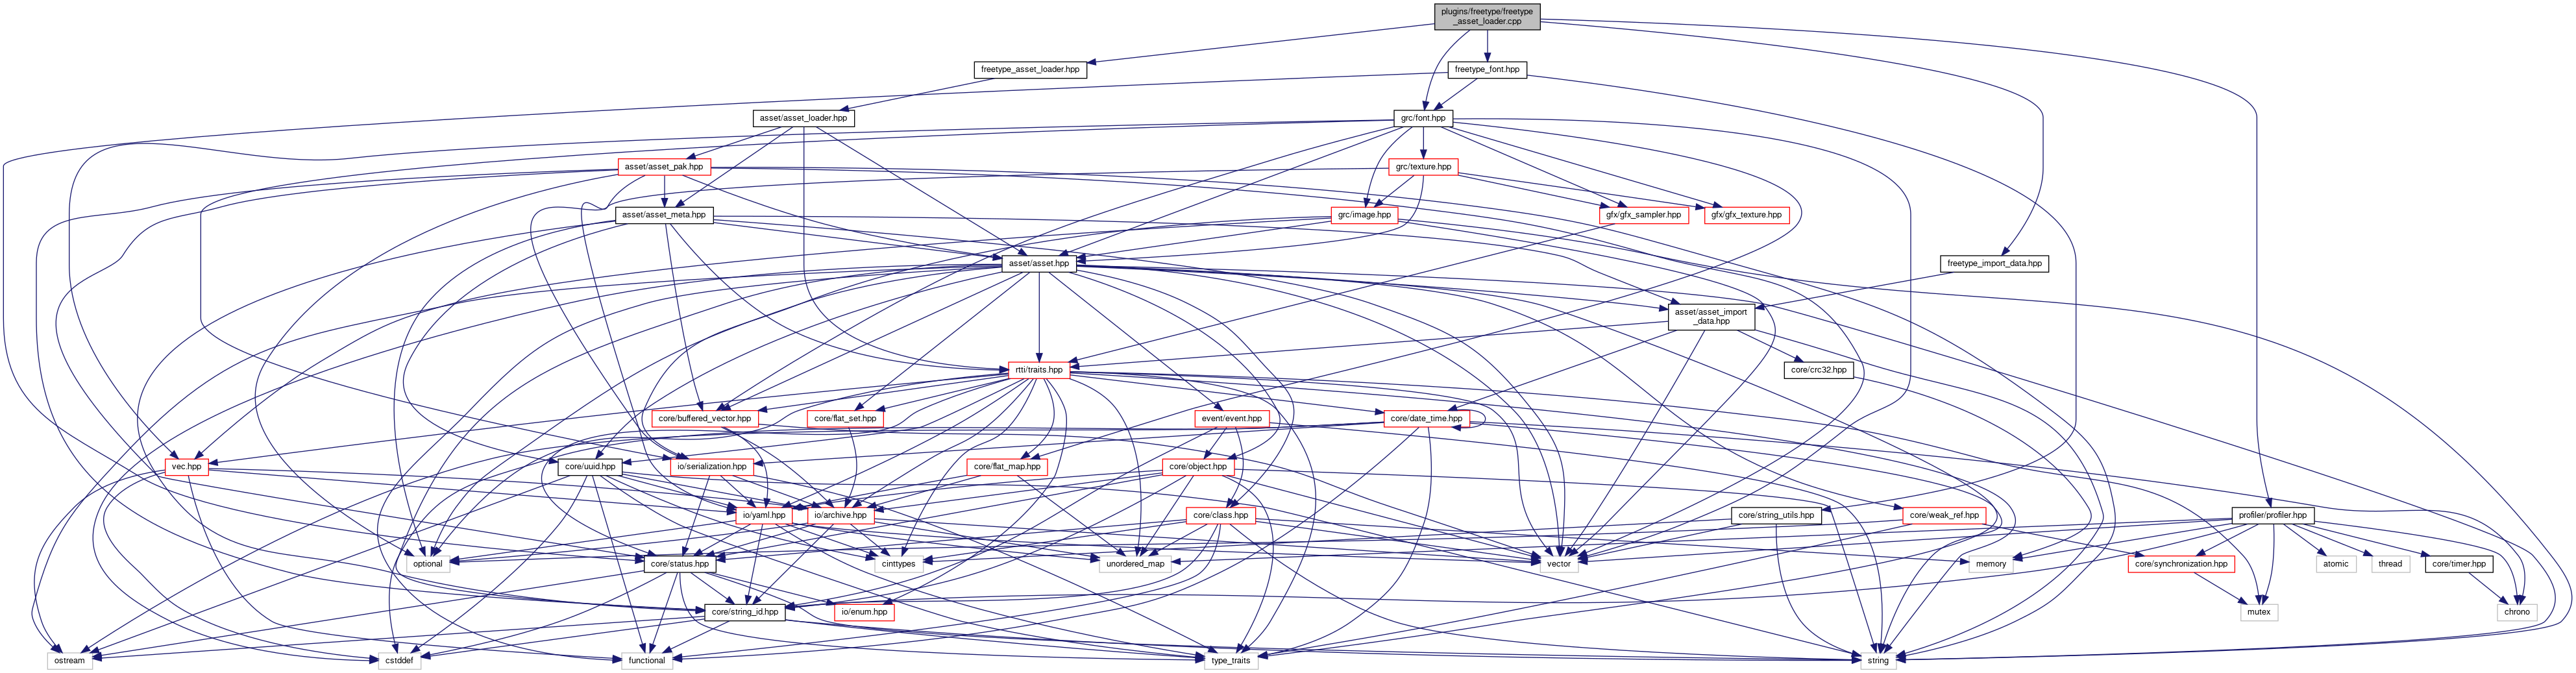 plugins/freetype/freetype
_asset_loader.cpp
freetype_asset_loader.hpp
freetype_font.hpp
asset/asset_loader.hpp
grc/font.hpp
asset/asset_pak.hpp
grc/texture.hpp
asset/asset_meta.hpp
grc/image.hpp
gfx/gfx_sampler.hpp
gfx/gfx_texture.hpp
asset/asset.hpp
freetype_import_data.hpp
asset/asset_import
_data.hpp
rtti/traits.hpp
core/crc32.hpp
core/buffered_vector.hpp
core/flat_set.hpp
event/event.hpp
core/date_time.hpp
vec.hpp
core/uuid.hpp
io/serialization.hpp
core/flat_map.hpp
core/object.hpp
io/yaml.hpp
io/archive.hpp
core/class.hpp
core/string_utils.hpp
core/weak_ref.hpp
profiler/profiler.hpp
optional
core/status.hpp
cinttypes
unordered_map
vector
memory
core/synchronization.hpp
atomic
thread
core/timer.hpp
core/string_id.hpp
io/enum.hpp
mutex
chrono
ostream
cstddef
functional
type_traits
string